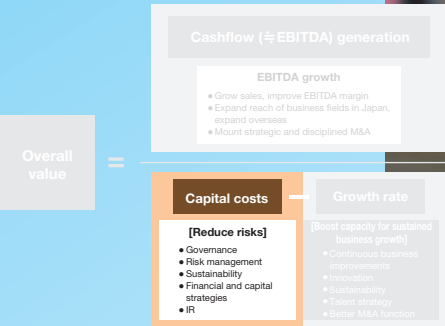 Cashflow (≒EBITDA) generation
EBITDA growth
● Grow sales, improve EBITDA margin
● Expand reach of business fields in Japan,
expand overseas
● Mount strategic and disciplined M&A
Overall
value
=
Capital costs
–
Growth rate
[Reduce risks]
● Governance
● Risk management
● Sustainability
● Financial and capital
strategies
● IR
[Boost capacity for sustained
business growth]
● Continuous business
improvements
● Innovation
● Sustainability
● Talent strategy
● Better M&A function